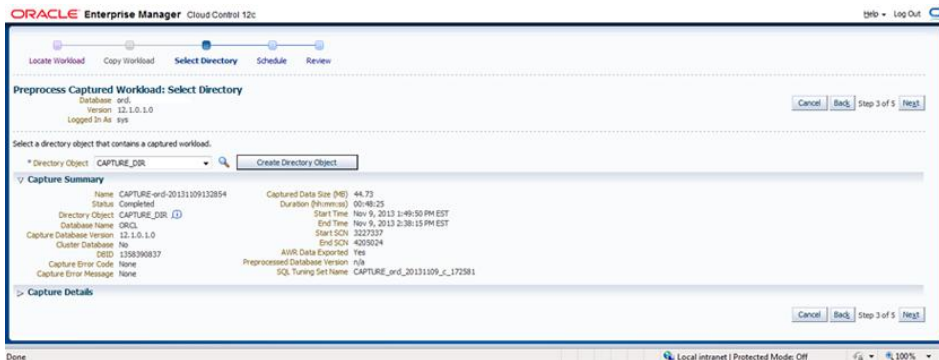 ORACLE Enterprise Manager Cloud Control 12c
Help Log Out
Locate Workload Copy Workload Select Directory Schedule Review
Preprocess Captured Workload: Select Directory
Database ord.
Version 12.1.0.1.0
Logged In As sys
Cancel Back Step 3 of 5 Next
Select a directory object that contains a captured workload.
* Directory Object CAPTURE_DIR Create Directory Object
Capture Summary
Name CAPTURE-ord-20131109132854
Status Completed
Directory Object CAPTURE_DIR
Database Name ORCL
Capture Database Version 12.1.0.1.0
Cluster Database No
DBID 1358390837
Capture Error Code None
Capture Error Message None
Captured Data Size (MB) 44.73
Duration (hh:mm:ss) 00:48:25
Start Time Nov 9, 2013 1:49:50 PM EST
End Time Nov 9, 2013 2:38:15 PM EST
Start SCN 3227337
End SCN 4205024
AWR Data Exported Yes
Preprocessed Database Version n/a
SQL Tuning Set Name CAPTURE_ord_20131109_c_172581
Capture Details
Cancel Back Step 3 of 5 Next
Done
Local intranet | Protected Mode: Off
100%